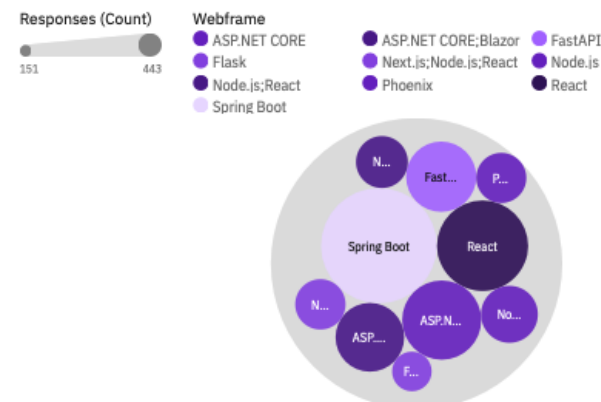 Responses (Count)
151 443
Webframe
ASP.NET CORE ASP.NET CORE;Blazor FastAPI
Flask Next.js;Node.js;React Node.js
Node.js;React Phoenix React
Spring Boot
N...
Fast...
P...
Spring Boot
React
N...
ASP.N...
No...
ASP....
F...